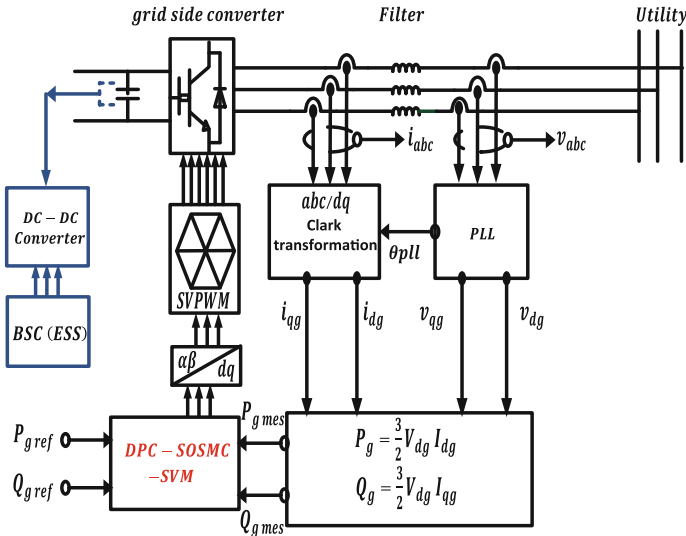 grid side converter
Filter
Utility
i_abc
v_abc
DC − DC
Converter
abc/dq
Clark
transformation
θpll
PLL
SVPWM
BSC (ESS)
i_qg
i_dg
v_qg
v_dg
αβ
dq
P_g ref
Q_g ref
DPC − SOSMC
−SVM
P_g mes
Q_g mes
P_g = 3/2 V_dg I_dg
Q_g = 3/2 V_dg I_qg